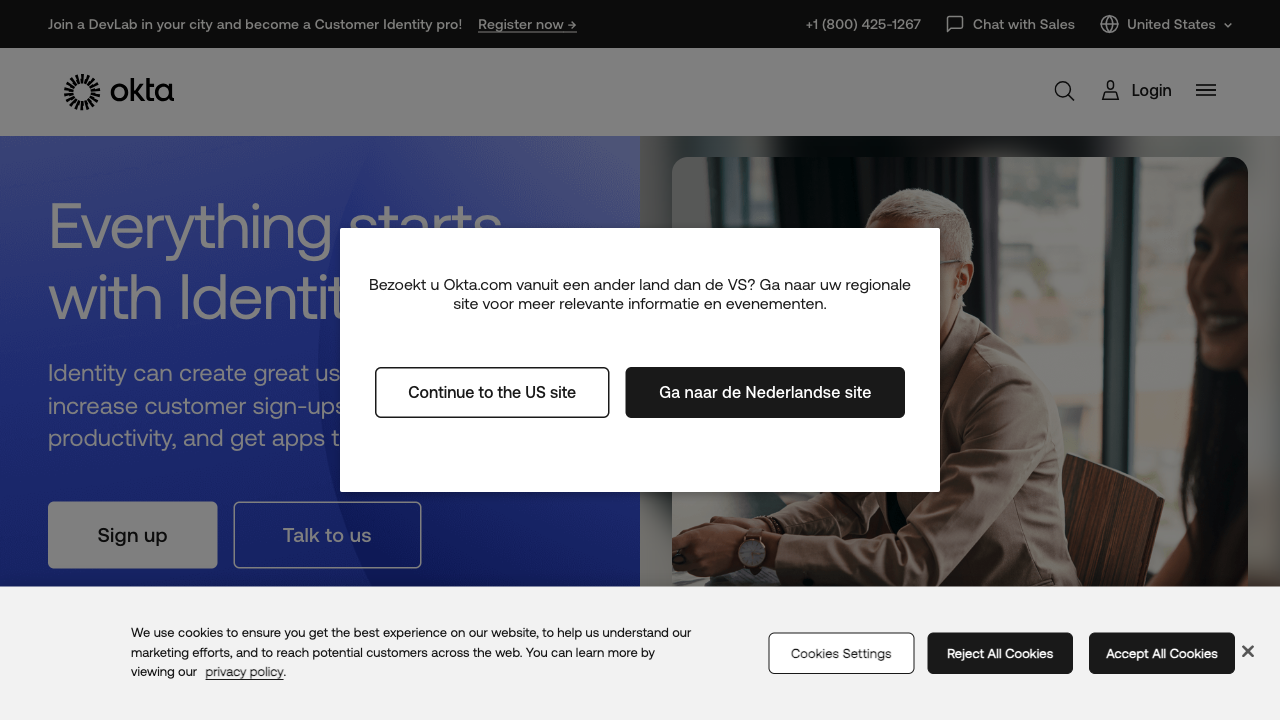 Join a DevLab in your city and become a Customer Identity pro! Register now →
+1 (800) 425-1267 Chat with Sales United States
okta
Login
Everything starts
with Identit
Identity can create great us
increase customer sign-ups
productivity, and get apps t
Sign up
Talk to us
Bezoekt u Okta.com vanuit een ander land dan de VS? Ga naar uw regionale
site voor meer relevante informatie en evenementen.
Continue to the US site
Ga naar de Nederlandse site
We use cookies to ensure you get the best experience on our website, to help us understand our
marketing efforts, and to reach potential customers across the web. You can learn more by
viewing our privacy policy.
Cookies Settings
Reject All Cookies
Accept All Cookies